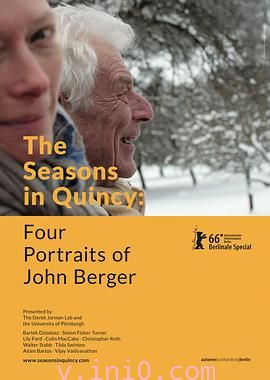 The
Seasons
in Quincy:
Four
Portraits of
John Berger
66 Internationale
Filmfestspiele
Berlin
Berlinale Special
Presented by
The Derek Jarman Lab and
the University of Pittsburgh
Bartek Dziadosz · Simon Fisher Turner
Lily Ford · Colin MacCabe · Christopher Roth
Walter Stabb · Tilda Swinton
Adam Bartos · Vijay Vaidyanathan
www.seasonsinquincy.com
autorenbuchhandlungberlin
v.ini0.com